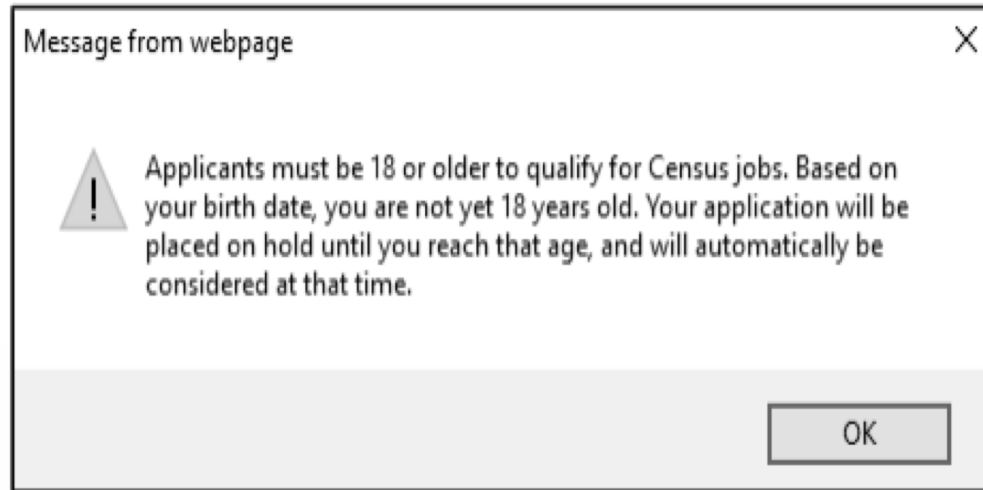 Message from webpage
Applicants must be 18 or older to qualify for Census jobs. Based on
your birth date, you are not yet 18 years old. Your application will be
placed on hold until you reach that age, and will automatically be
considered at that time.
OK